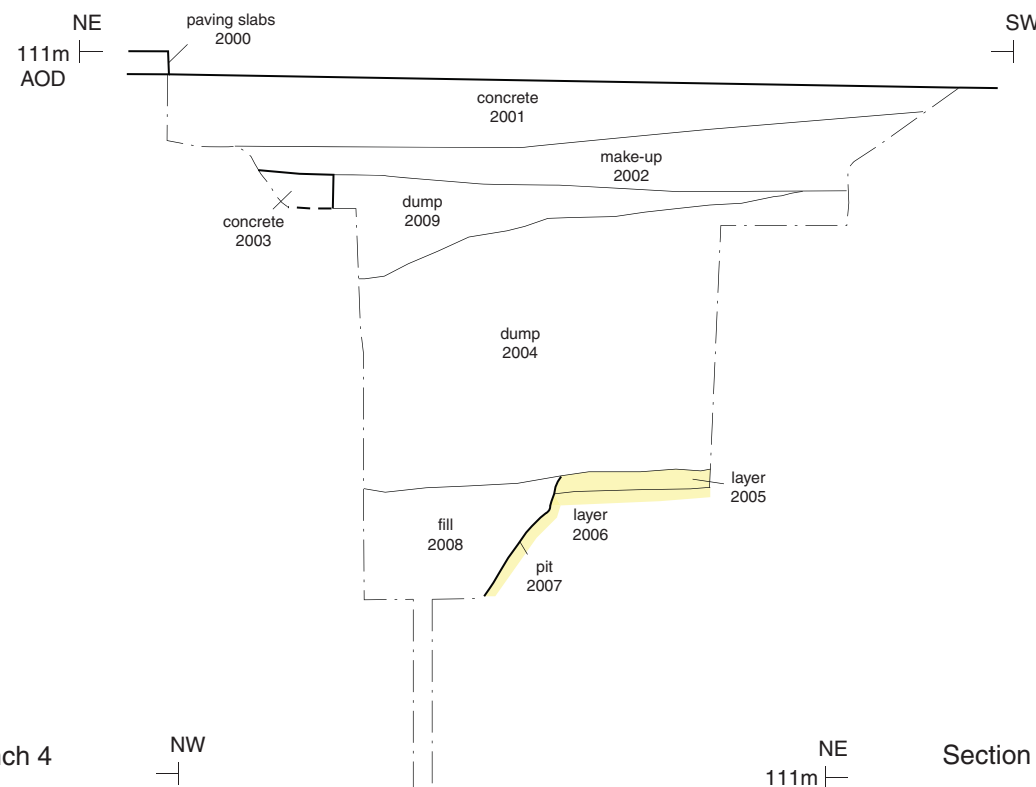 NE
paving slabs
2000
SW
111m
AOD
concrete
2001
make-up
2002
dump
2009
concrete
2003
dump
2004
layer
2005
layer
2006
fill
2008
pit
2007
ch 4
NW
NE
111m
Section